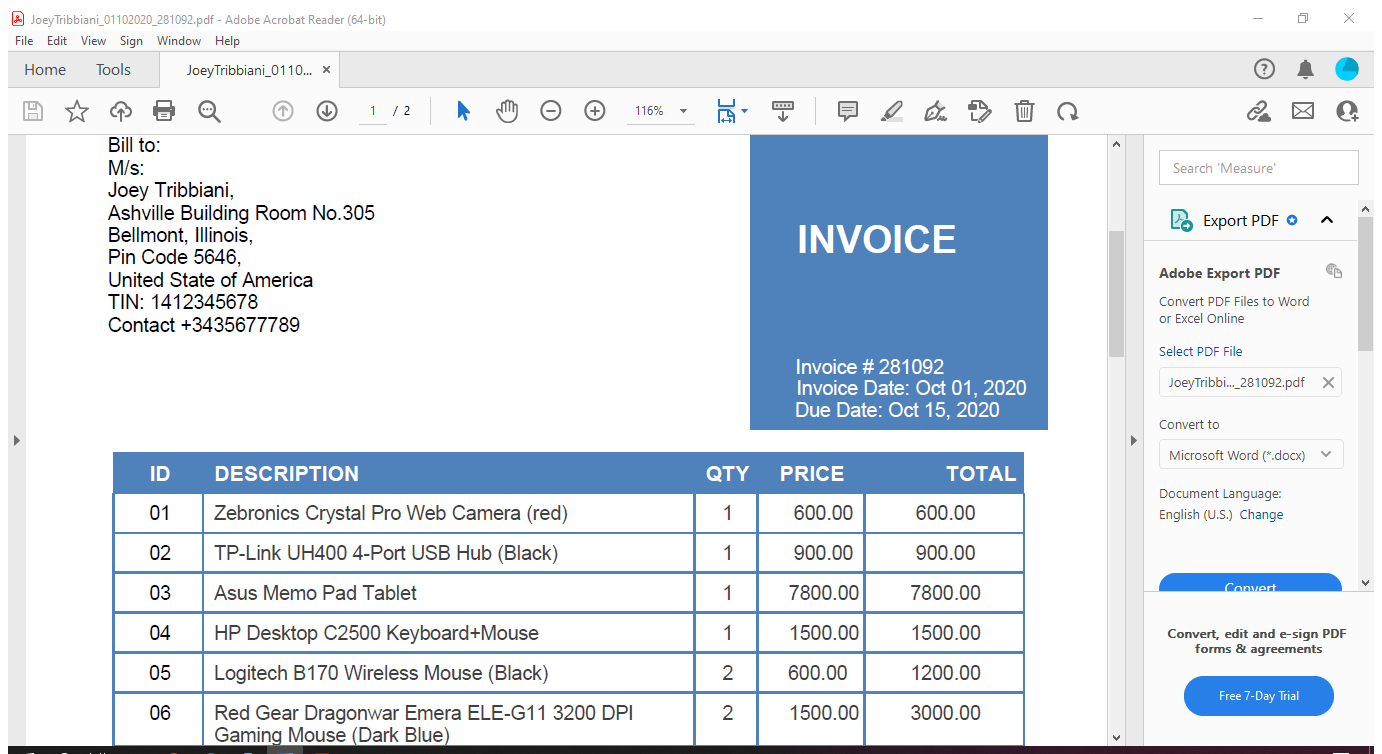 JoeyTribbiani_01102020_281092.pdf - Adobe Acrobat Reader (64-bit)
File Edit View Sign Window Help
Home Tools JoeyTribbiani_0110... ×
1 / 2 116%
Bill to:
M/s:
Joey Tribbiani,
Ashville Building Room No.305
Bellmont, Illinois,
Pin Code 5646,
United State of America
TIN: 1412345678
Contact +3435677789
INVOICE
Invoice # 281092
Invoice Date: Oct 01, 2020
Due Date: Oct 15, 2020
ID DESCRIPTION QTY PRICE TOTAL
01 Zebronics Crystal Pro Web Camera (red) 1 600.00 600.00
02 TP-Link UH400 4-Port USB Hub (Black) 1 900.00 900.00
03 Asus Memo Pad Tablet 1 7800.00 7800.00
04 HP Desktop C2500 Keyboard+Mouse 1 1500.00 1500.00
05 Logitech B170 Wireless Mouse (Black) 2 600.00 1200.00
06 Red Gear Dragonwar Emera ELE-G11 3200 DPI 2 1500.00 3000.00
Gaming Mouse (Dark Blue)
Search 'Measure'
Export PDF
Adobe Export PDF
Convert PDF Files to Word
or Excel Online
Select PDF File
JoeyTribbi..._281092.pdf
Convert to
Microsoft Word (*.docx)
Document Language:
English (U.S.) Change
Convert
Convert, edit and e-sign PDF
forms & agreements
Free 7-Day Trial